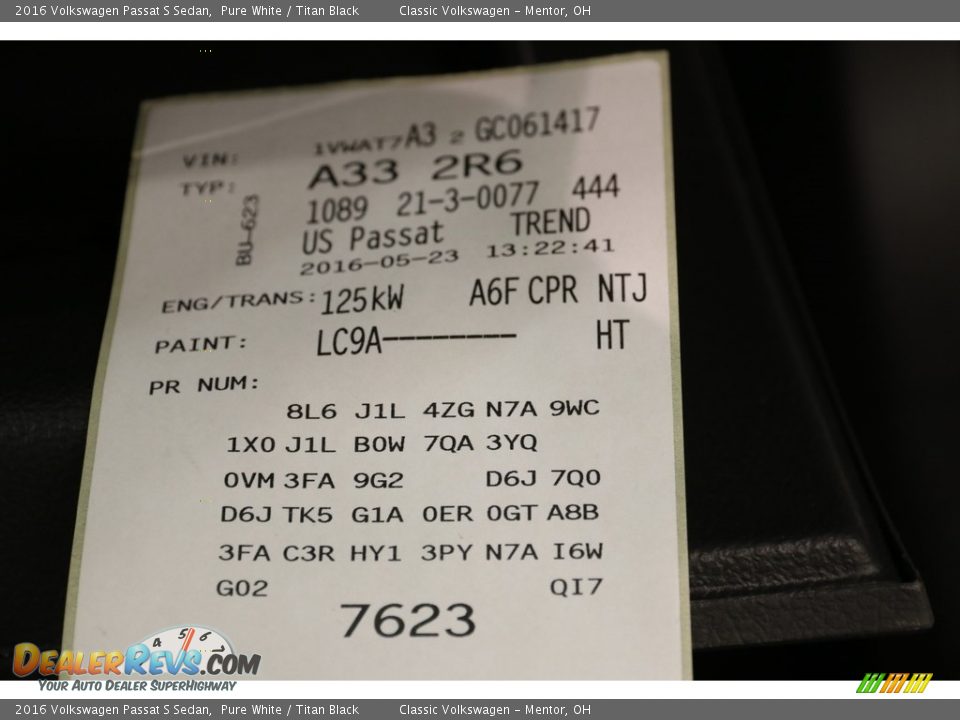 2016 Volkswagen Passat S Sedan, Pure White / Titan Black Classic Volkswagen - Mentor, OH
VIN: 1VWAT7A3 2 GC061417
TYP: A33 2R6
BU-623
1089 21-3-0077 444
US Passat TREND
2016-05-23 13:22:41
ENG/TRANS: 125kW A6F CPR NTJ
PAINT: LC9A--------- HT
PR NUM:
8L6 J1L 4ZG N7A 9WC
1X0 J1L B0W 7QA 3YQ
0VM 3FA 9G2 D6J 7Q0
D6J TK5 G1A 0ER 0GT A8B
3FA C3R HY1 3PY N7A I6W
G02 QI7
7623
4 5 6
DealerRevs.com
Your Auto Dealer SuperHighway
2016 Volkswagen Passat S Sedan, Pure White / Titan Black Classic Volkswagen - Mentor, OH